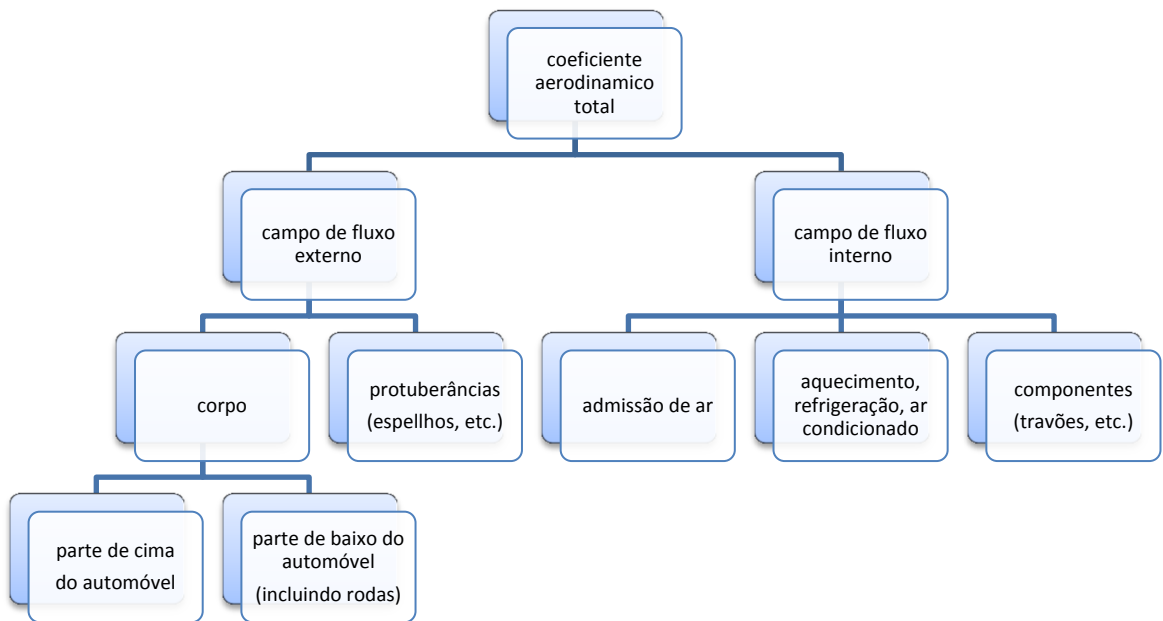 coeficiente
aerodinamico
total
campo de fluxo
externo
campo de fluxo
interno
corpo
protuberâncias
(espellhos, etc.)
admissão de ar
aquecimento,
refrigeração, ar
condicionado
componentes
(travões, etc.)
parte de cima
do automóvel
parte de baixo do
automóvel
(incluindo rodas)